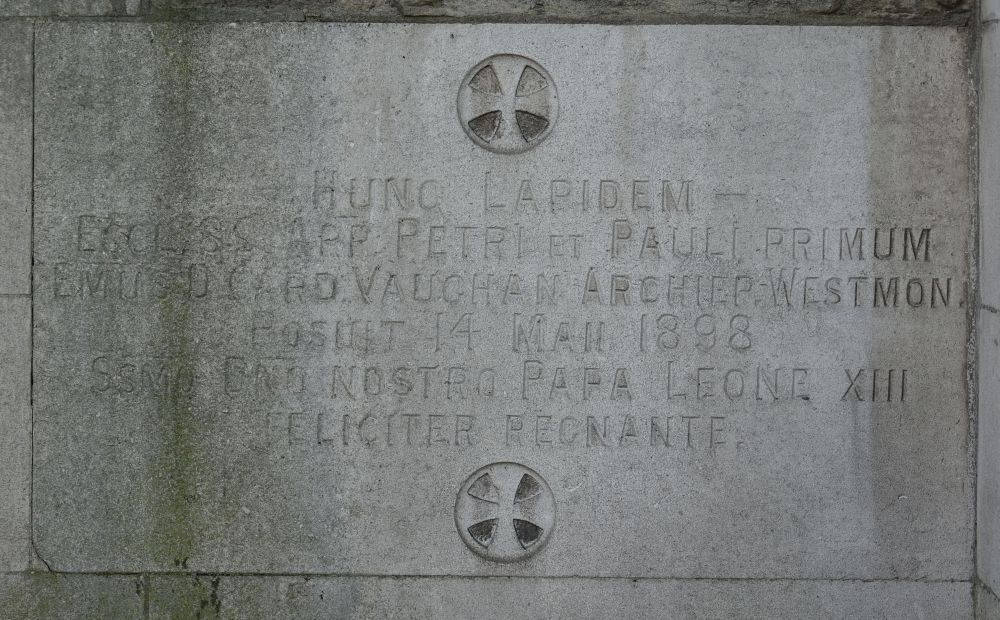 HUNC LAPIDEM —
ECCL. SS. APP. PETRI ET PAULI PRIMUM
EMUS D. CARD. VAUGHAN ARCHIEP. WESTMON.
POSUIT 14 MAII 1898
SSMO DNO NOSTRO PAPA LEONE XIII
FELICITER REGNANTE.